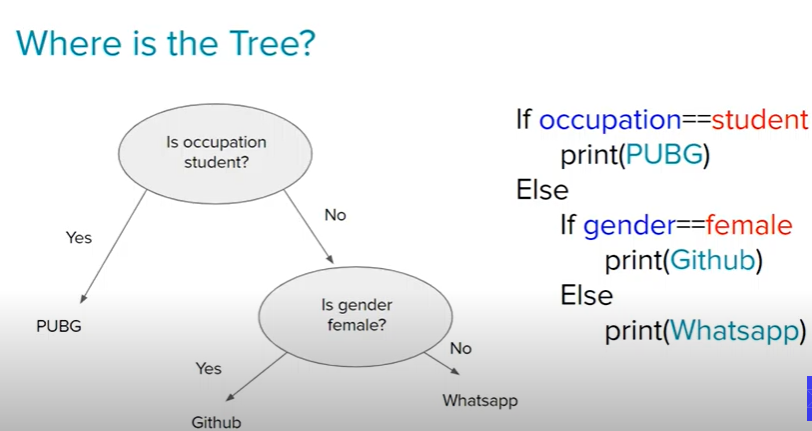 Where is the Tree?
Is occupation
student?
Yes
No
PUBG
Is gender
female?
Yes
No
Github
Whatsapp
If occupation==student
print(PUBG)
Else
If gender==female
print(Github)
Else
print(Whatsapp)